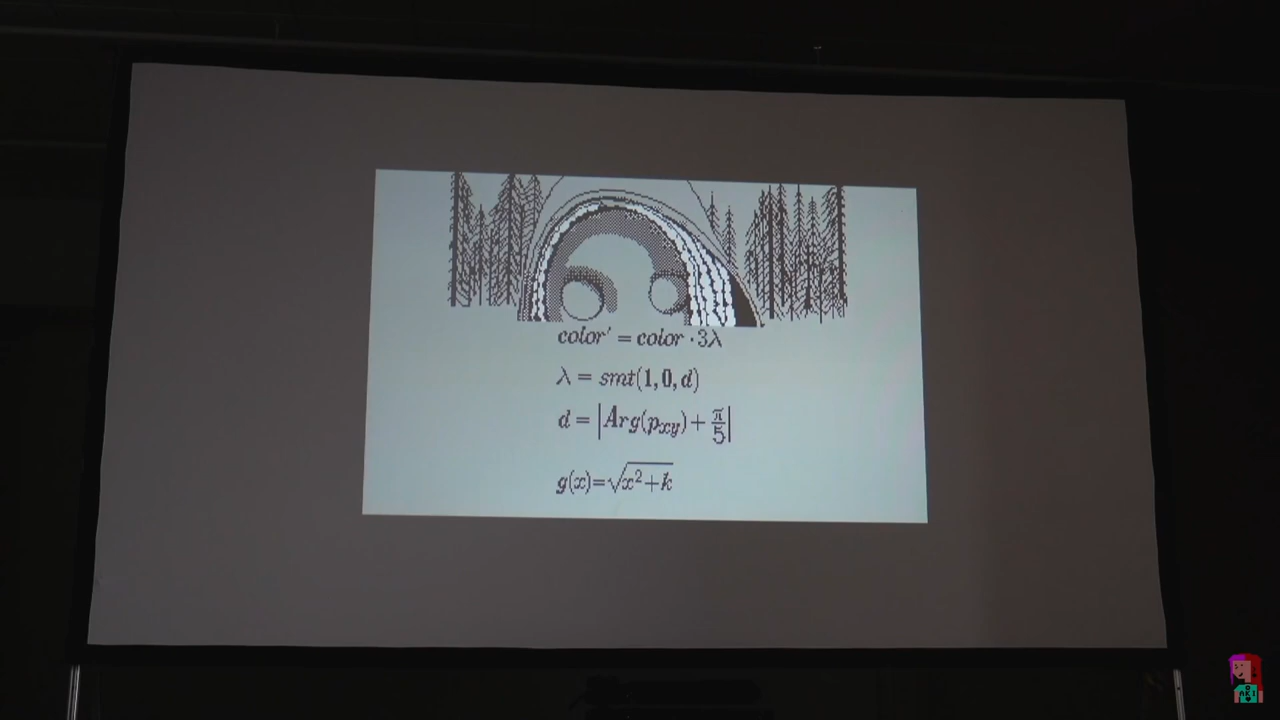 color′ = color · 3λ
λ = smt(1, 0, d)
d = |Arg(p_xy) + π/5|
g(x)=√x²+k